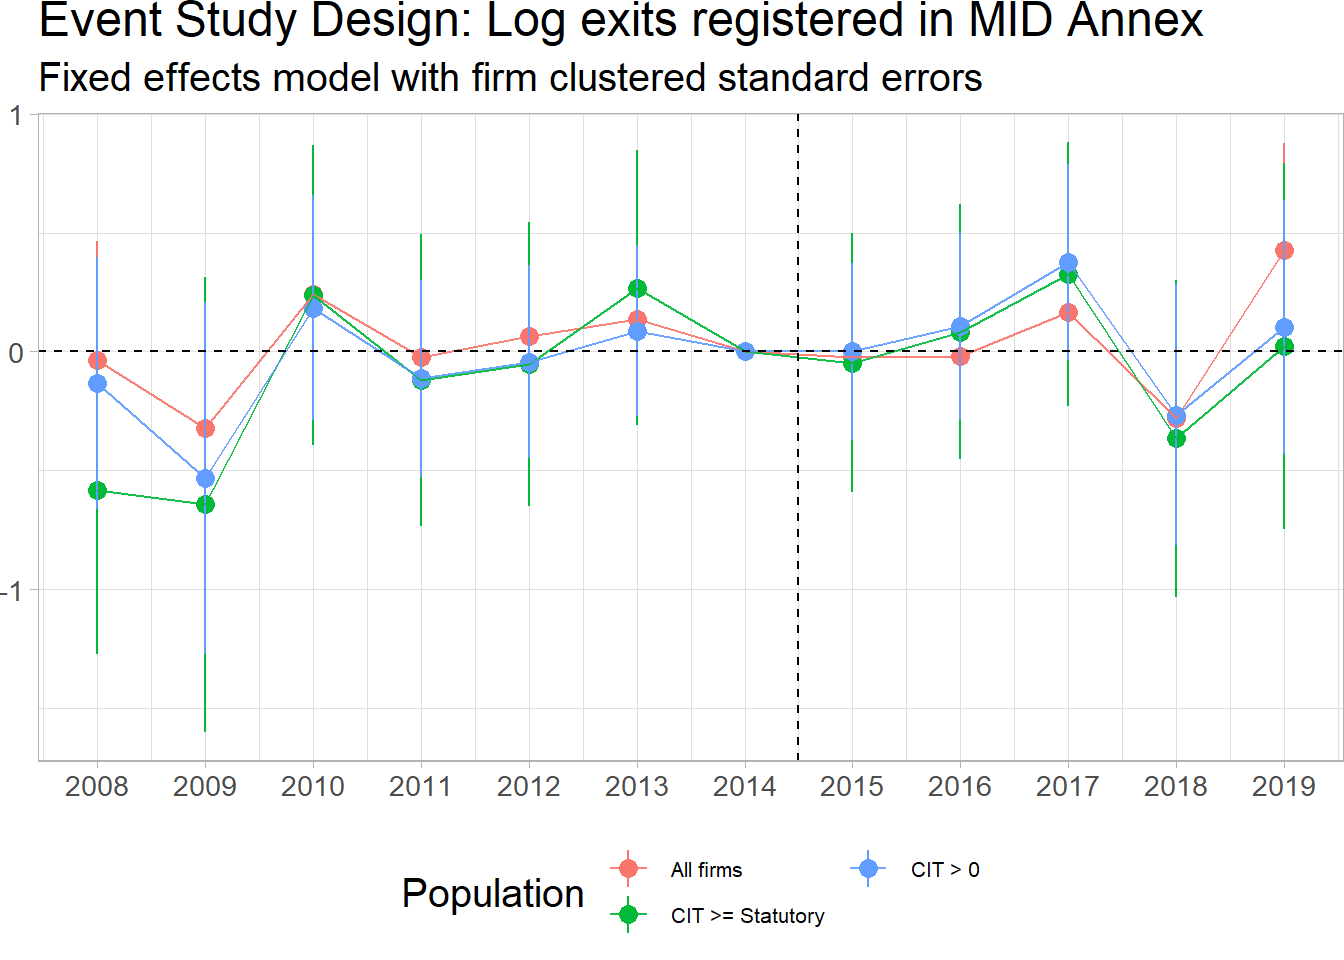 Event Study Design: Log exits registered in MID Annex
Fixed effects model with firm clustered standard errors
1
0
-1
2008 2009 2010 2011 2012 2013 2014 2015 2016 2017 2018 2019
Population
All firms
CIT >= Statutory
CIT > 0